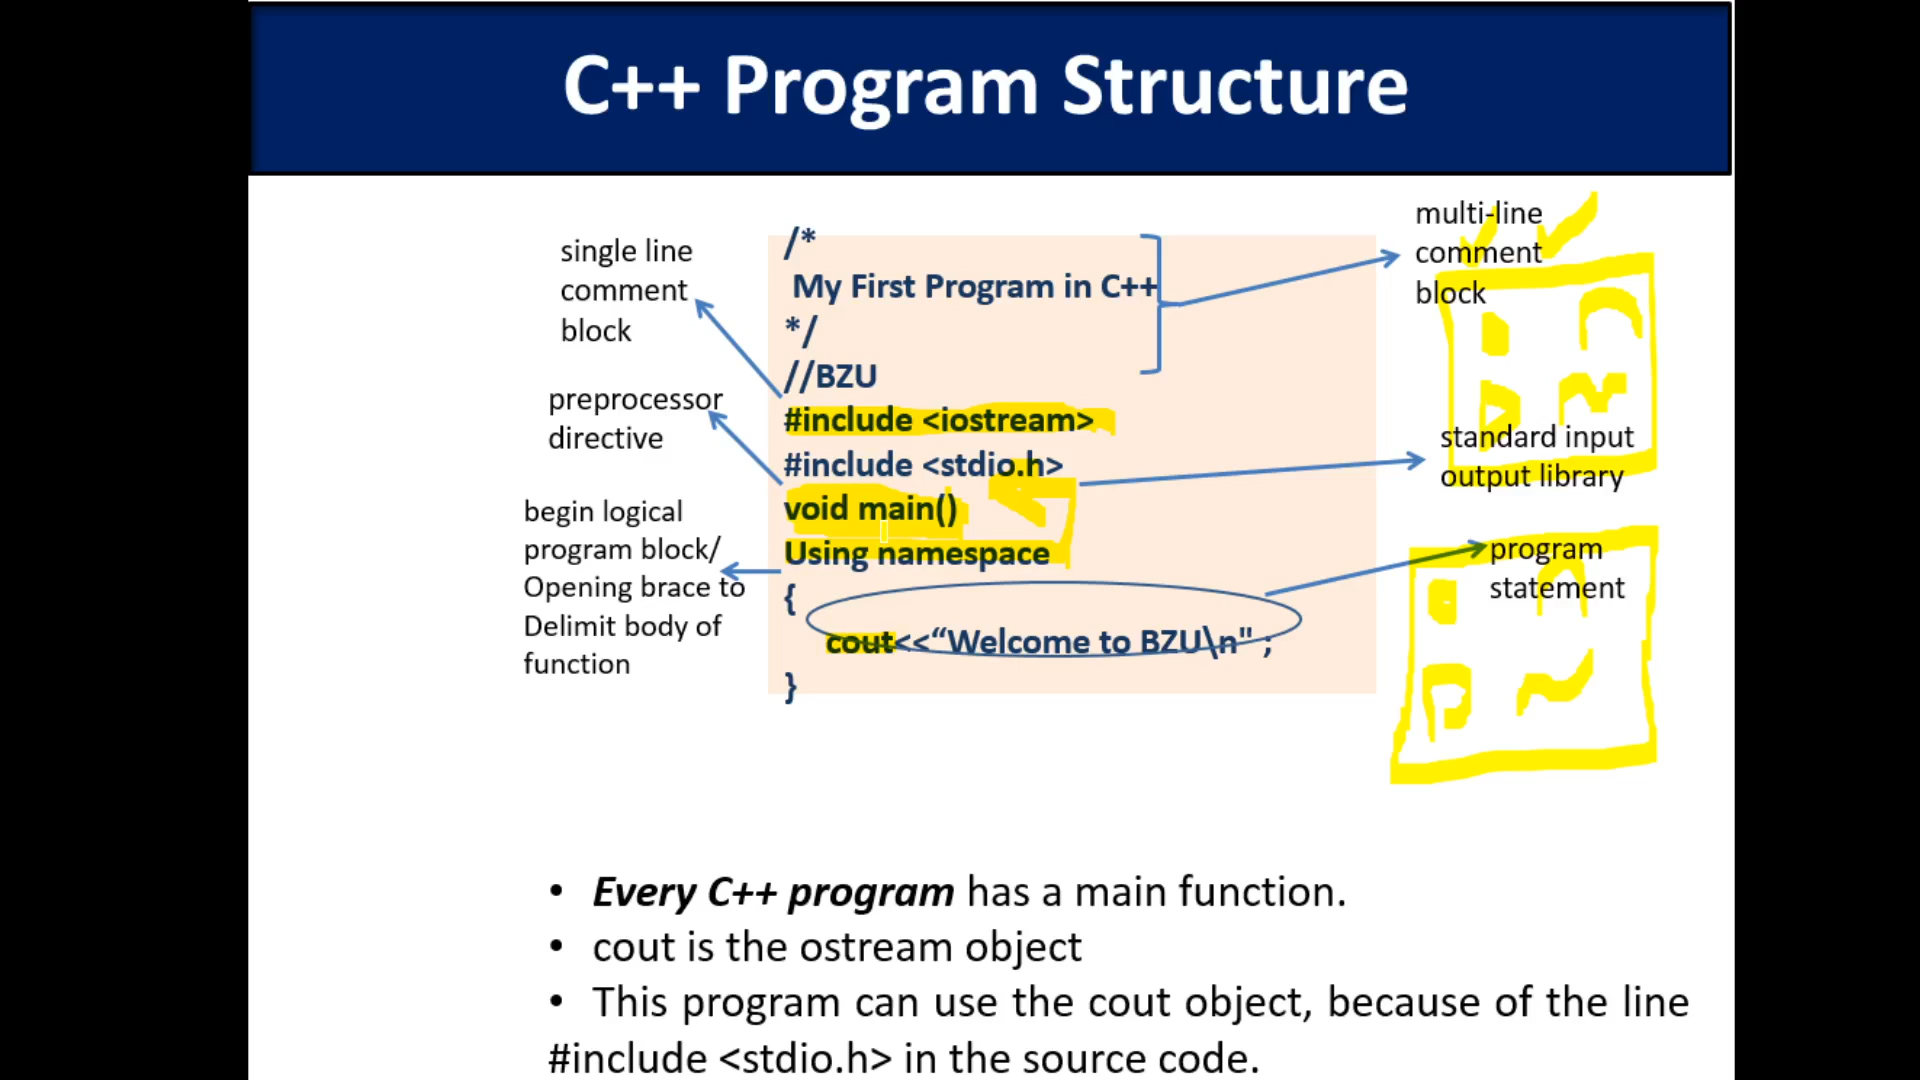 C++ Program Structure
single line
comment
block
preprocessor
directive
begin logical
program block/
Opening brace to
Delimit body of
function
/*
My First Program in C++
*/
//BZU
#include <iostream>
#include <stdio.h>
void main()
Using namespace
{
cout<<“Welcome to BZU\n" ;
}
multi-line
comment
block
standard input
output library
program
statement
• Every C++ program has a main function.
• cout is the ostream object
• This program can use the cout object, because of the line
#include <stdio.h> in the source code.